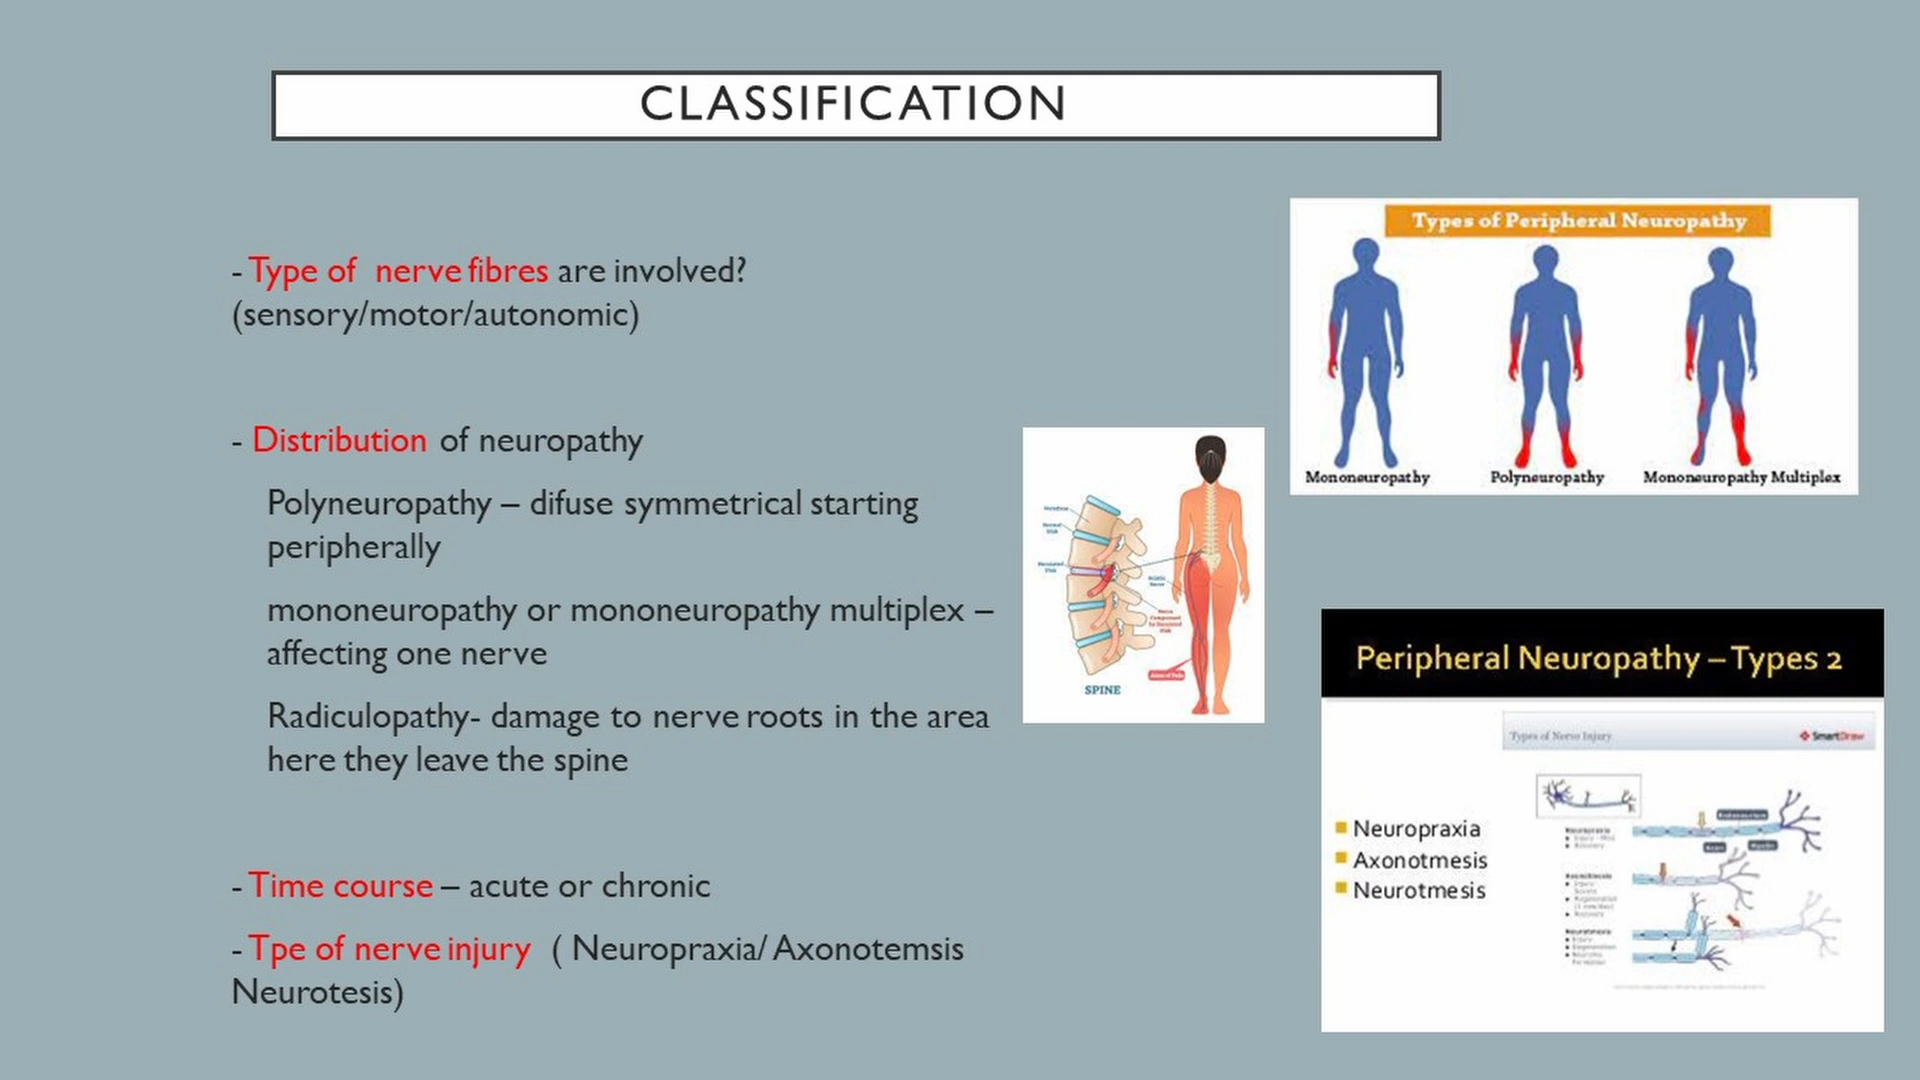 CLASSIFICATION
- Type of nerve fibres are involved?
(sensory/motor/autonomic)
- Distribution of neuropathy
Polyneuropathy – difuse symmetrical starting
peripherally
mononeuropathy or mononeuropathy multiplex –
affecting one nerve
Radiculopathy- damage to nerve roots in the area
here they leave the spine
- Time course – acute or chronic
- Tpe of nerve injury ( Neuropraxia/ Axonotemsis
Neurotesis)
SPINE
Types of Peripheral Neuropathy
Mononeuropathy
Polyneuropathy
Mononeuropathy Multiplex
Peripheral Neuropathy – Types 2
Types of Nerve Injury
SmartDraw
Neuropraxia
Axonotmesis
Neurotmesis